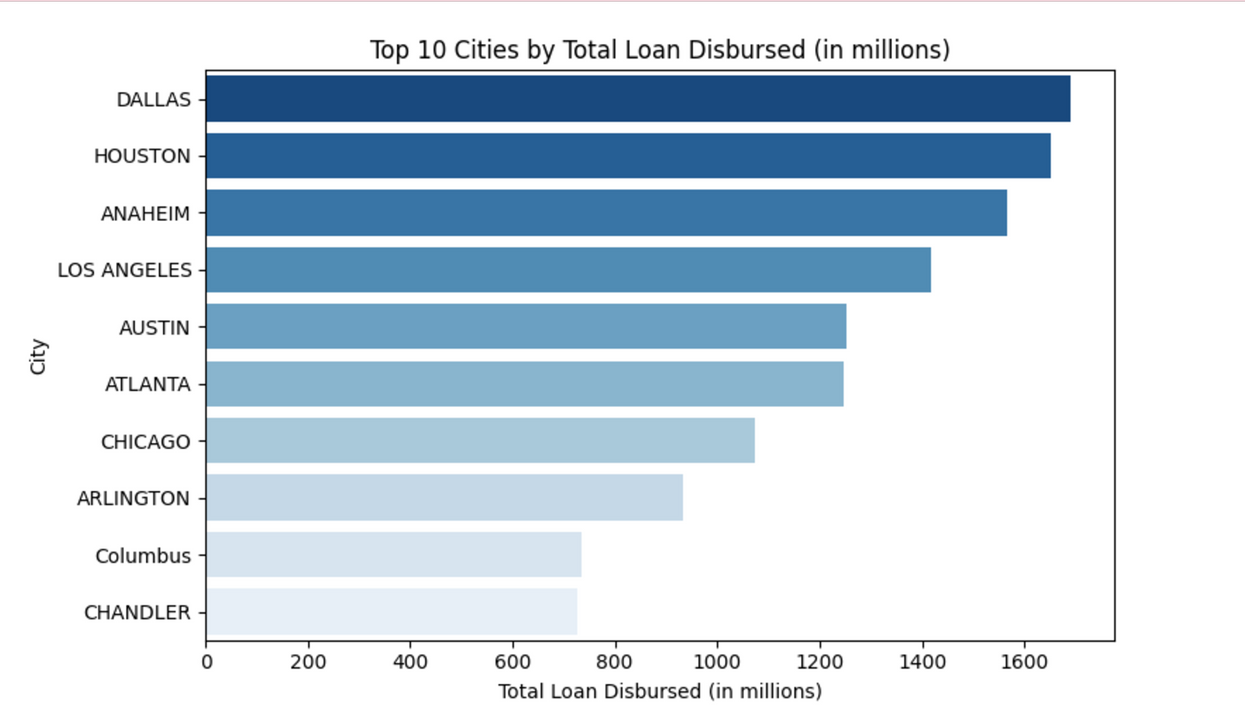 Top 10 Cities by Total Loan Disbursed (in millions)
DALLAS
HOUSTON
ANAHEIM
LOS ANGELES
AUSTIN
ATLANTA
CHICAGO
ARLINGTON
Columbus
CHANDLER
City
0 200 400 600 800 1000 1200 1400 1600
Total Loan Disbursed (in millions)